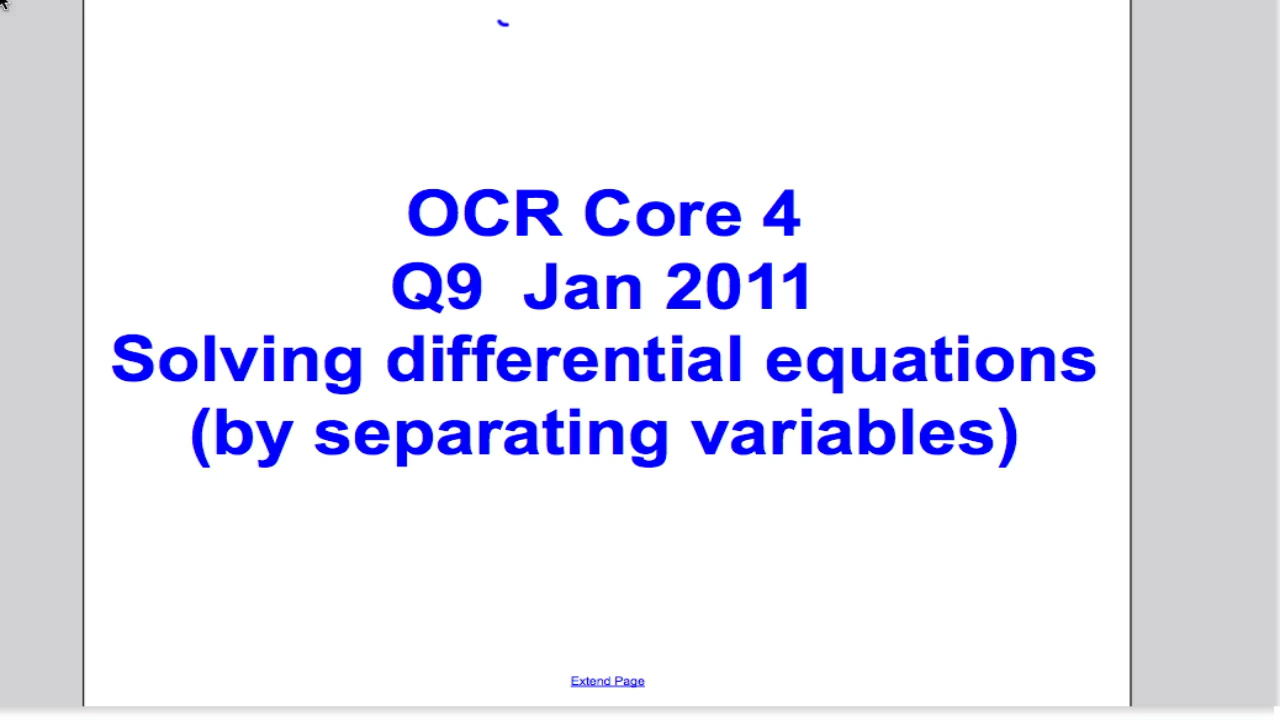 OCR Core 4
Q9 Jan 2011
Solving differential equations
(by separating variables)
Extend Page